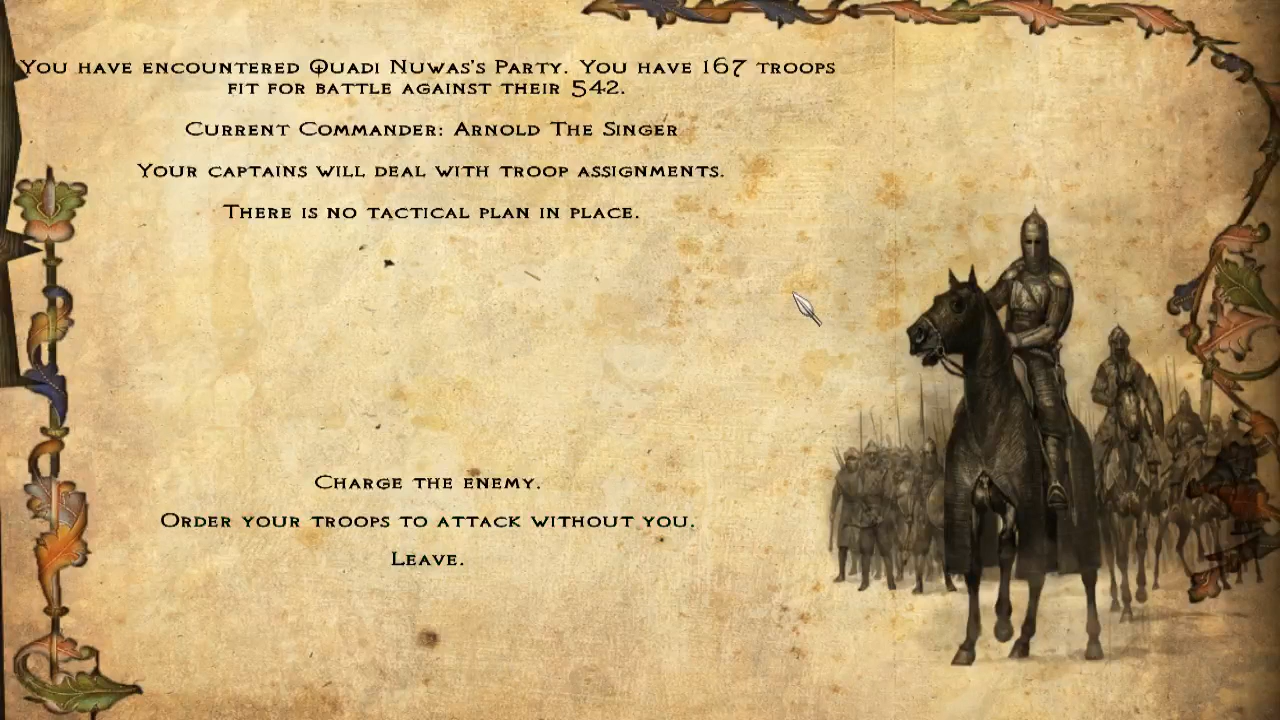 You have encountered Quadi Nuwas's Party. You have 167 troops
fit for battle against their 542.
Current Commander: Arnold The Singer
Your captains will deal with troop assignments.
There is no tactical plan in place.
Charge the enemy.
Order your troops to attack without you.
Leave.